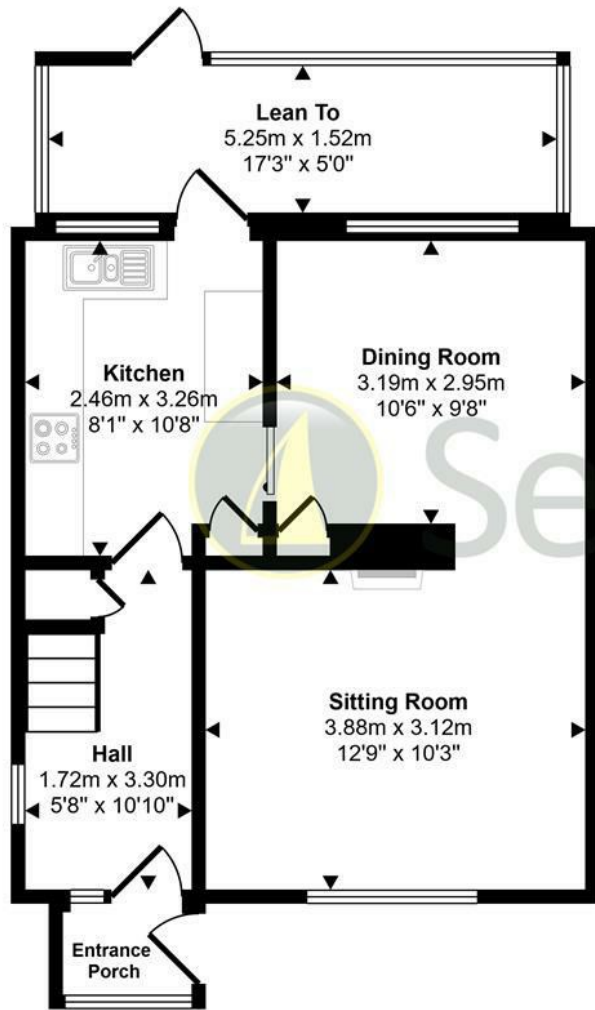 Lean To
5.25m x 1.52m
17'3" x 5'0"
Kitchen
2.46m x 3.26m
8'1" x 10'8"
Dining Room
3.19m x 2.95m
10'6" x 9'8"
Se
Sitting Room
3.88m x 3.12m
12'9" x 10'3"
Hall
1.72m x 3.30m
5'8" x 10'10"
Entrance
Porch